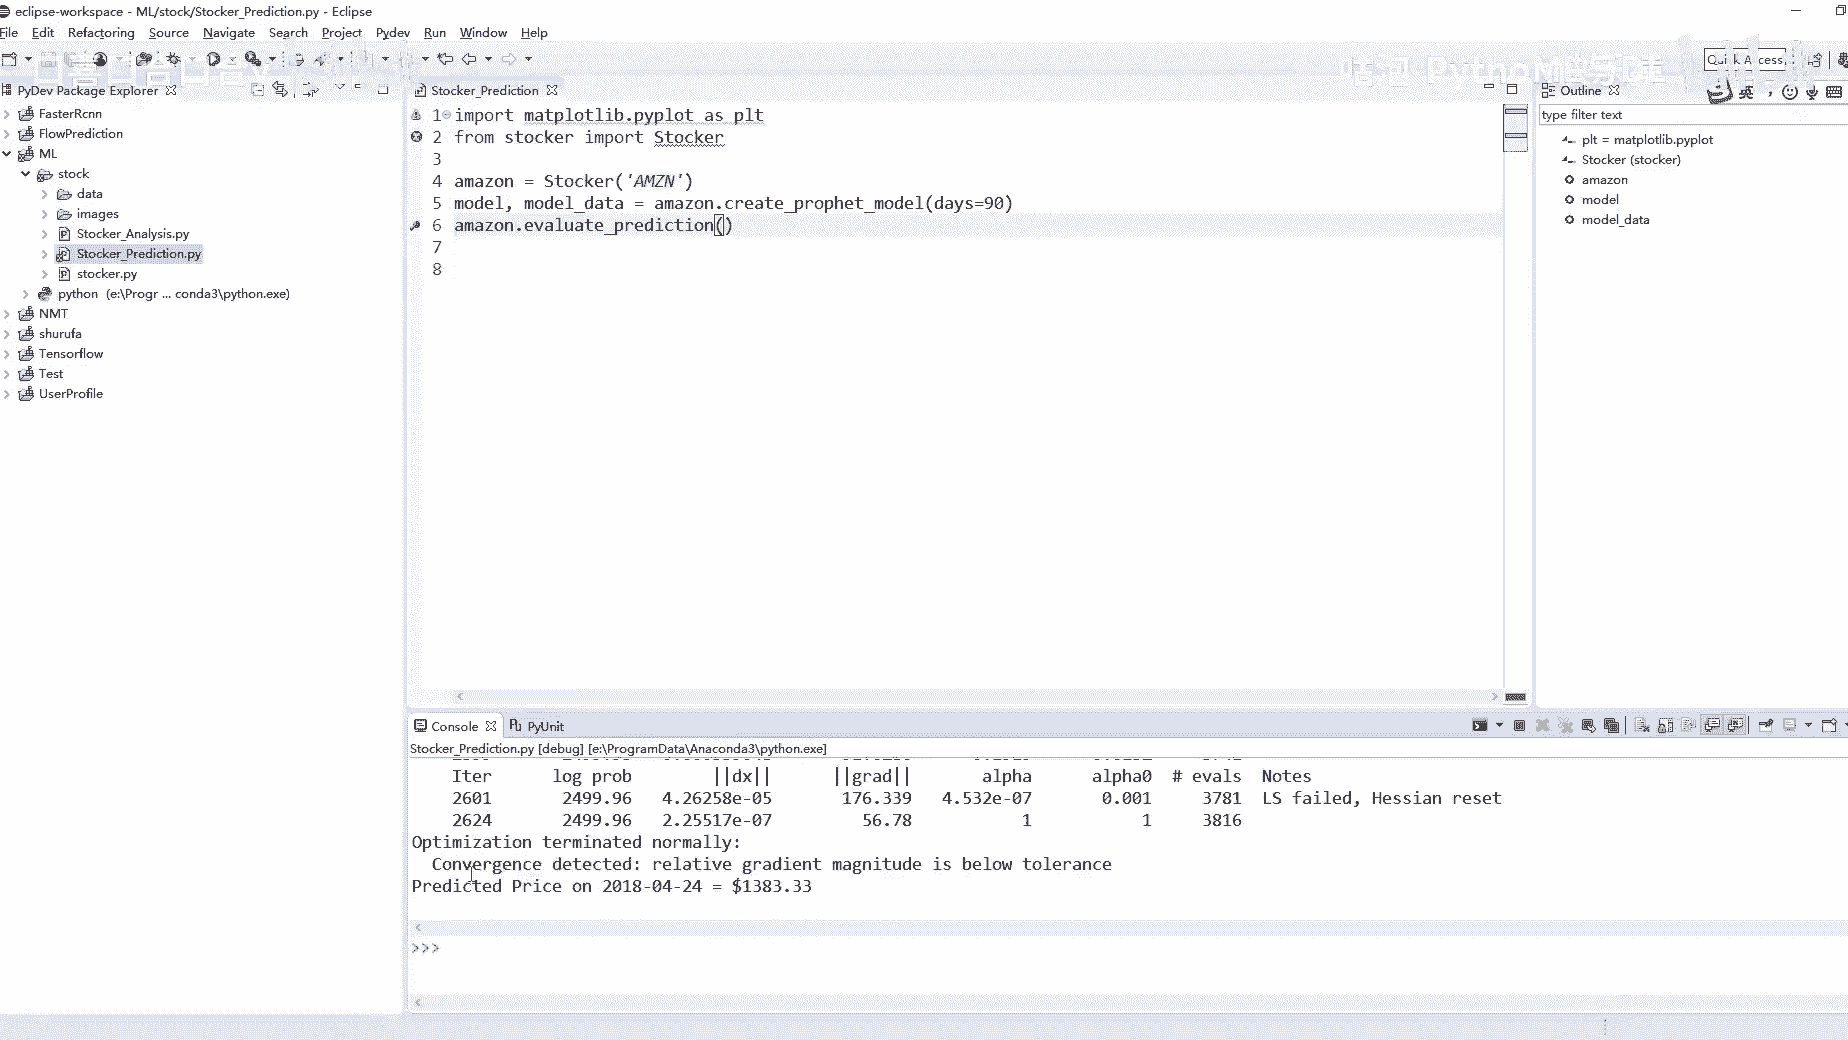 eclipse-workspace - ML/stock/Stocker_Prediction.py - Eclipse
File Edit Refactoring Source Navigate Search Project Pydev Run Window Help
Quick Access
PyDev Package Explorer
FasterRcnn
FlowPrediction
ML
stock
data
images
Stocker_Analysis.py
Stocker_Prediction.py
stocker.py
python (e:\Progr ... conda3\python.exe)
NMT
shurufa
Tensorflow
Test
UserProfile
Stocker_Prediction
1 import matplotlib.pyplot as plt
2 from stocker import Stocker
3
4 amazon = Stocker('AMZN')
5 model, model_data = amazon.create_prophet_model(days=90)
6 amazon.evaluate_prediction()
7
8
Outline
type filter text
plt = matplotlib.pyplot
Stocker (stocker)
amazon
model
model_data
Console PyUnit
Stocker_Prediction.py [debug] [e:\ProgramData\Anaconda3\python.exe]
Iter log prob ||dx|| ||grad|| alpha alpha0 # evals Notes
2601 2499.96 4.26258e-05 176.339 4.532e-07 0.001 3781 LS failed, Hessian reset
2624 2499.96 2.25517e-07 56.78 1 1 3816
Optimization terminated normally:
Convergence detected: relative gradient magnitude is below tolerance
Predicted Price on 2018-04-24 = $1383.33
>>>